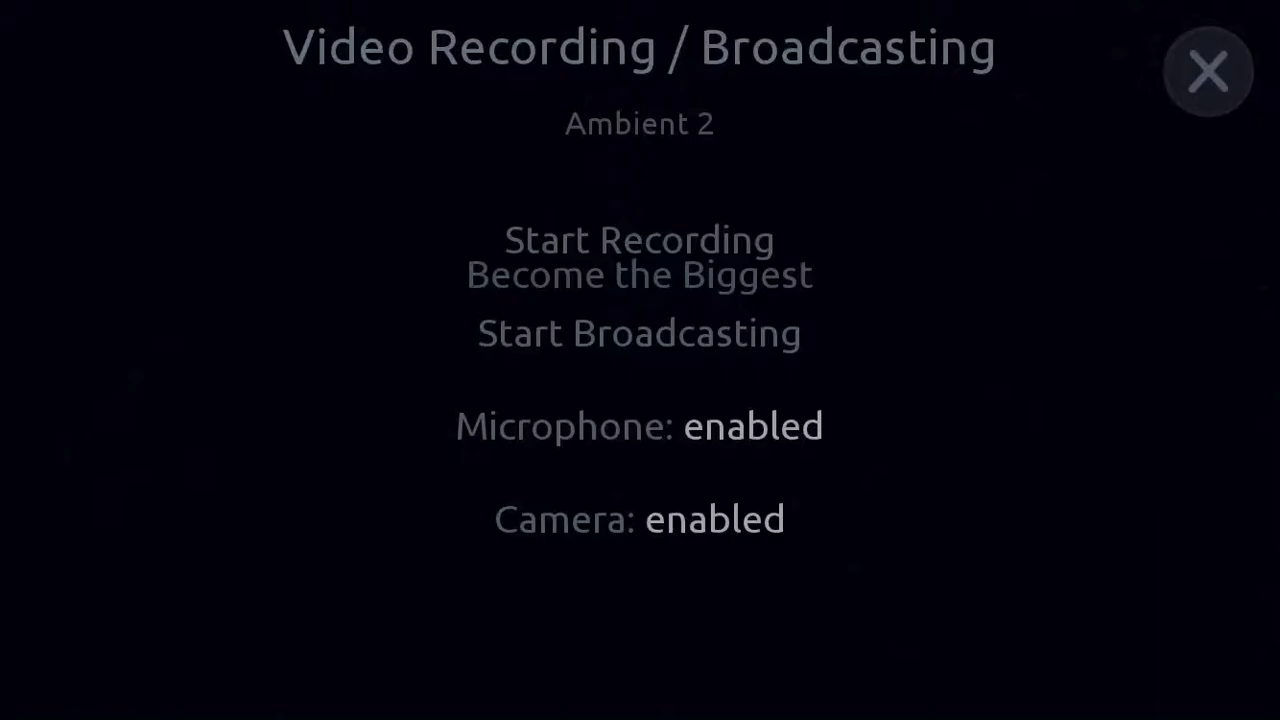 Video Recording / Broadcasting
Ambient 2
Start Recording
Become the Biggest
Start Broadcasting
Microphone: enabled
Camera: enabled